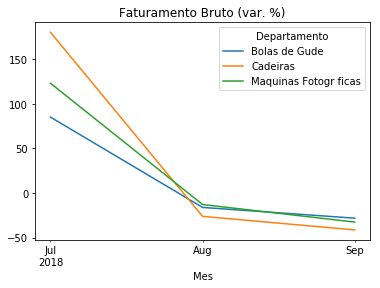 Faturamento Bruto (var. %)
Departamento
Bolas de Gude
Cadeiras
Maquinas Fotogr ficas
150
100
50
0
−50
Jul
2018
Aug
Sep
Mes